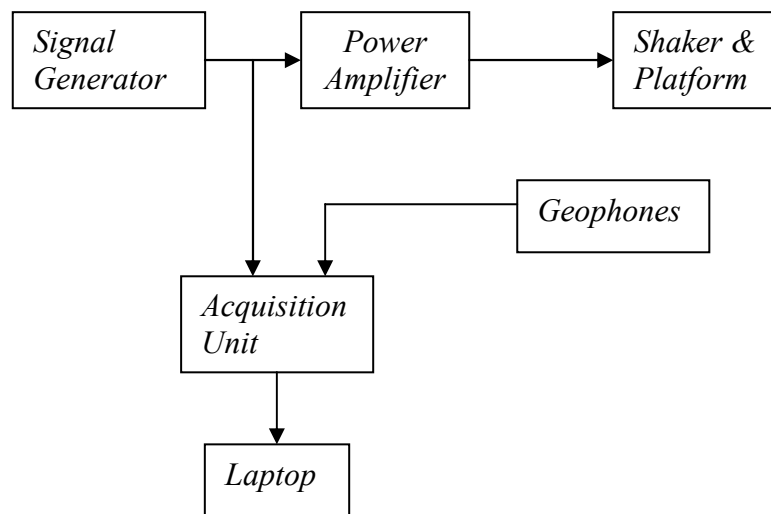 Signal
Generator
Power
Amplifier
Shaker &
Platform
Geophones
Acquisition
Unit
Laptop